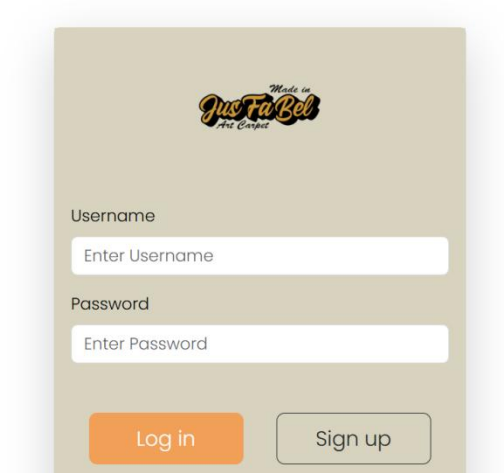 Made in
JusFaBel
Art Carpet
Username
Enter Username
Password
Enter Password
Log in
Sign up